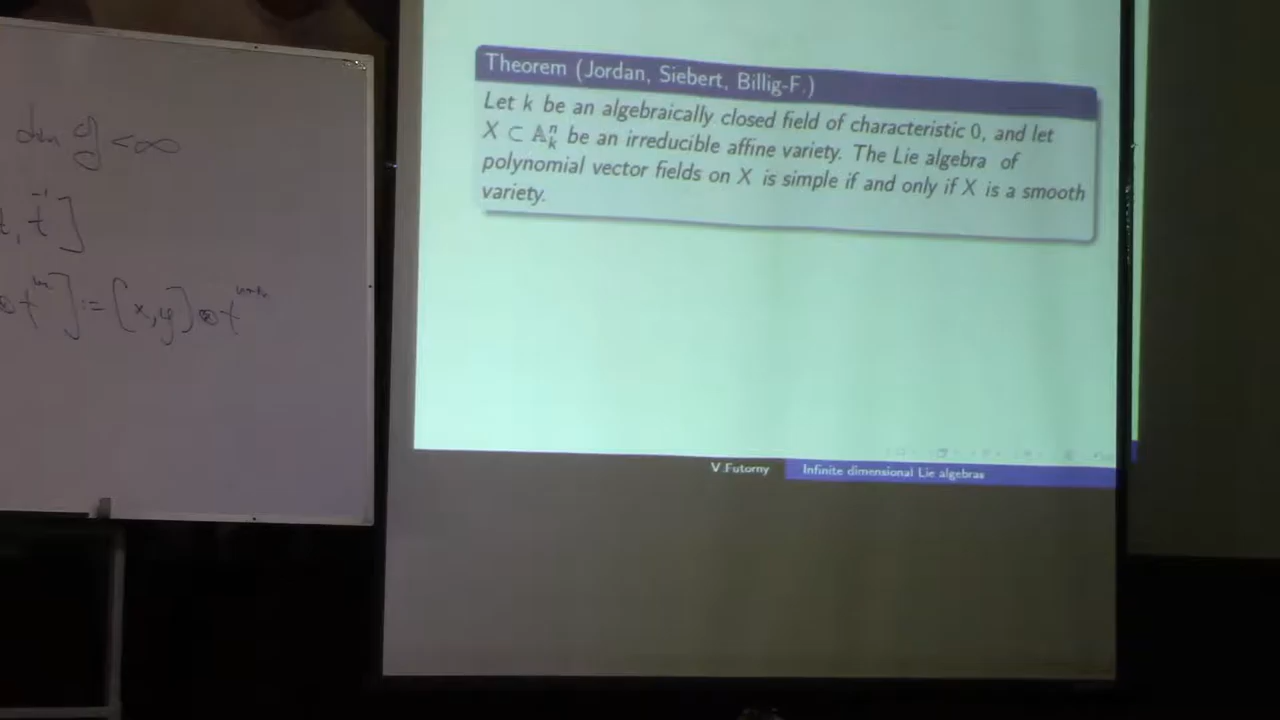 dim g < ∞
t, t⁻¹ ]
⊗ t^m ] := [x, y] ⊗ t
Theorem (Jordan, Siebert, Billig-F.)
Let k be an algebraically closed field of characteristic 0, and let
X ⊂ 𝔸ⁿₖ be an irreducible affine variety. The Lie algebra of
polynomial vector fields on X is simple if and only if X is a smooth
variety.
V.Futorny Infinite dimensional Lie algebras